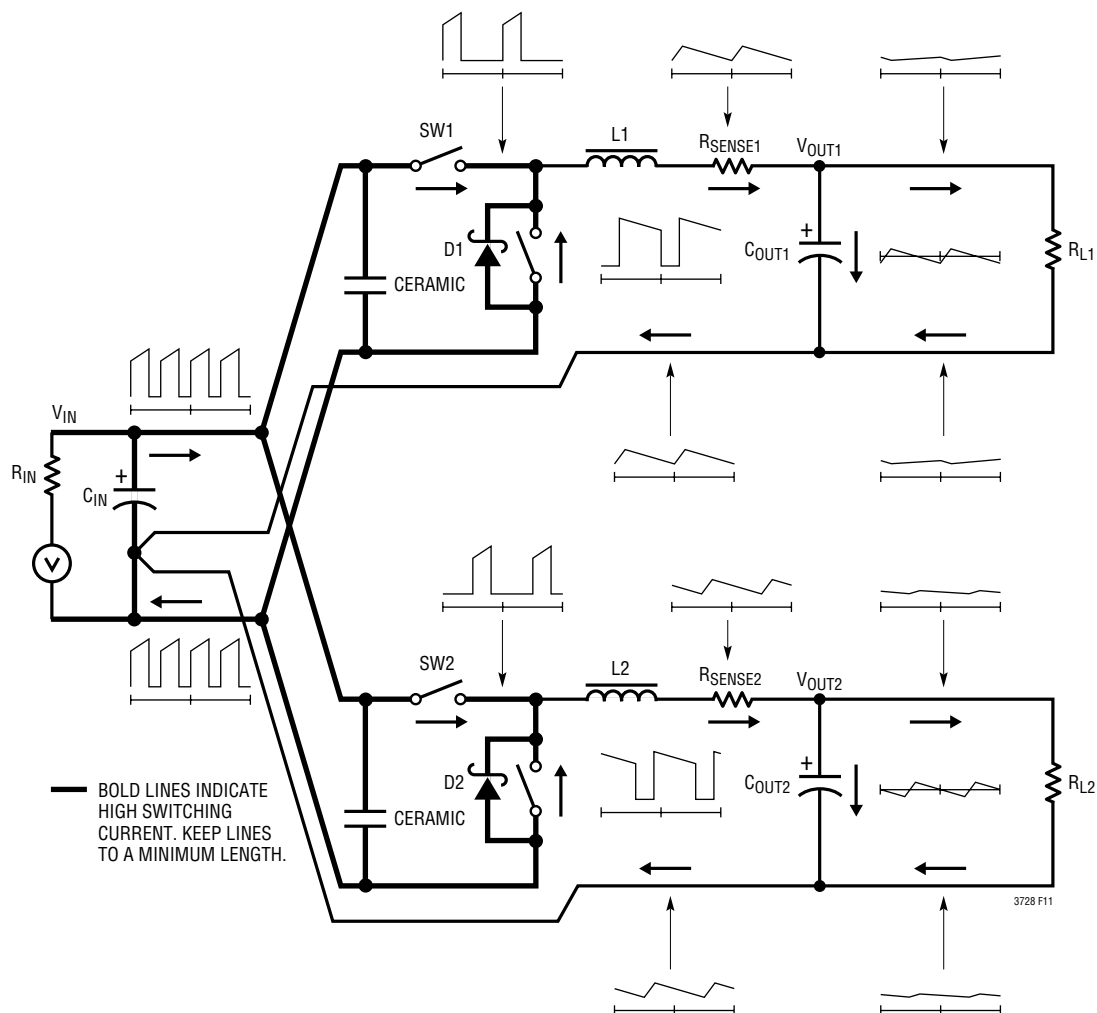 SW1
L1
RSENSE1
VOUT1
D1
CERAMIC
COUT1
+
RL1
VIN
RIN
CIN
+
V
SW2
L2
RSENSE2
VOUT2
D2
CERAMIC
COUT2
+
RL2
BOLD LINES INDICATE
HIGH SWITCHING
CURRENT. KEEP LINES
TO A MINIMUM LENGTH.
3728 F11